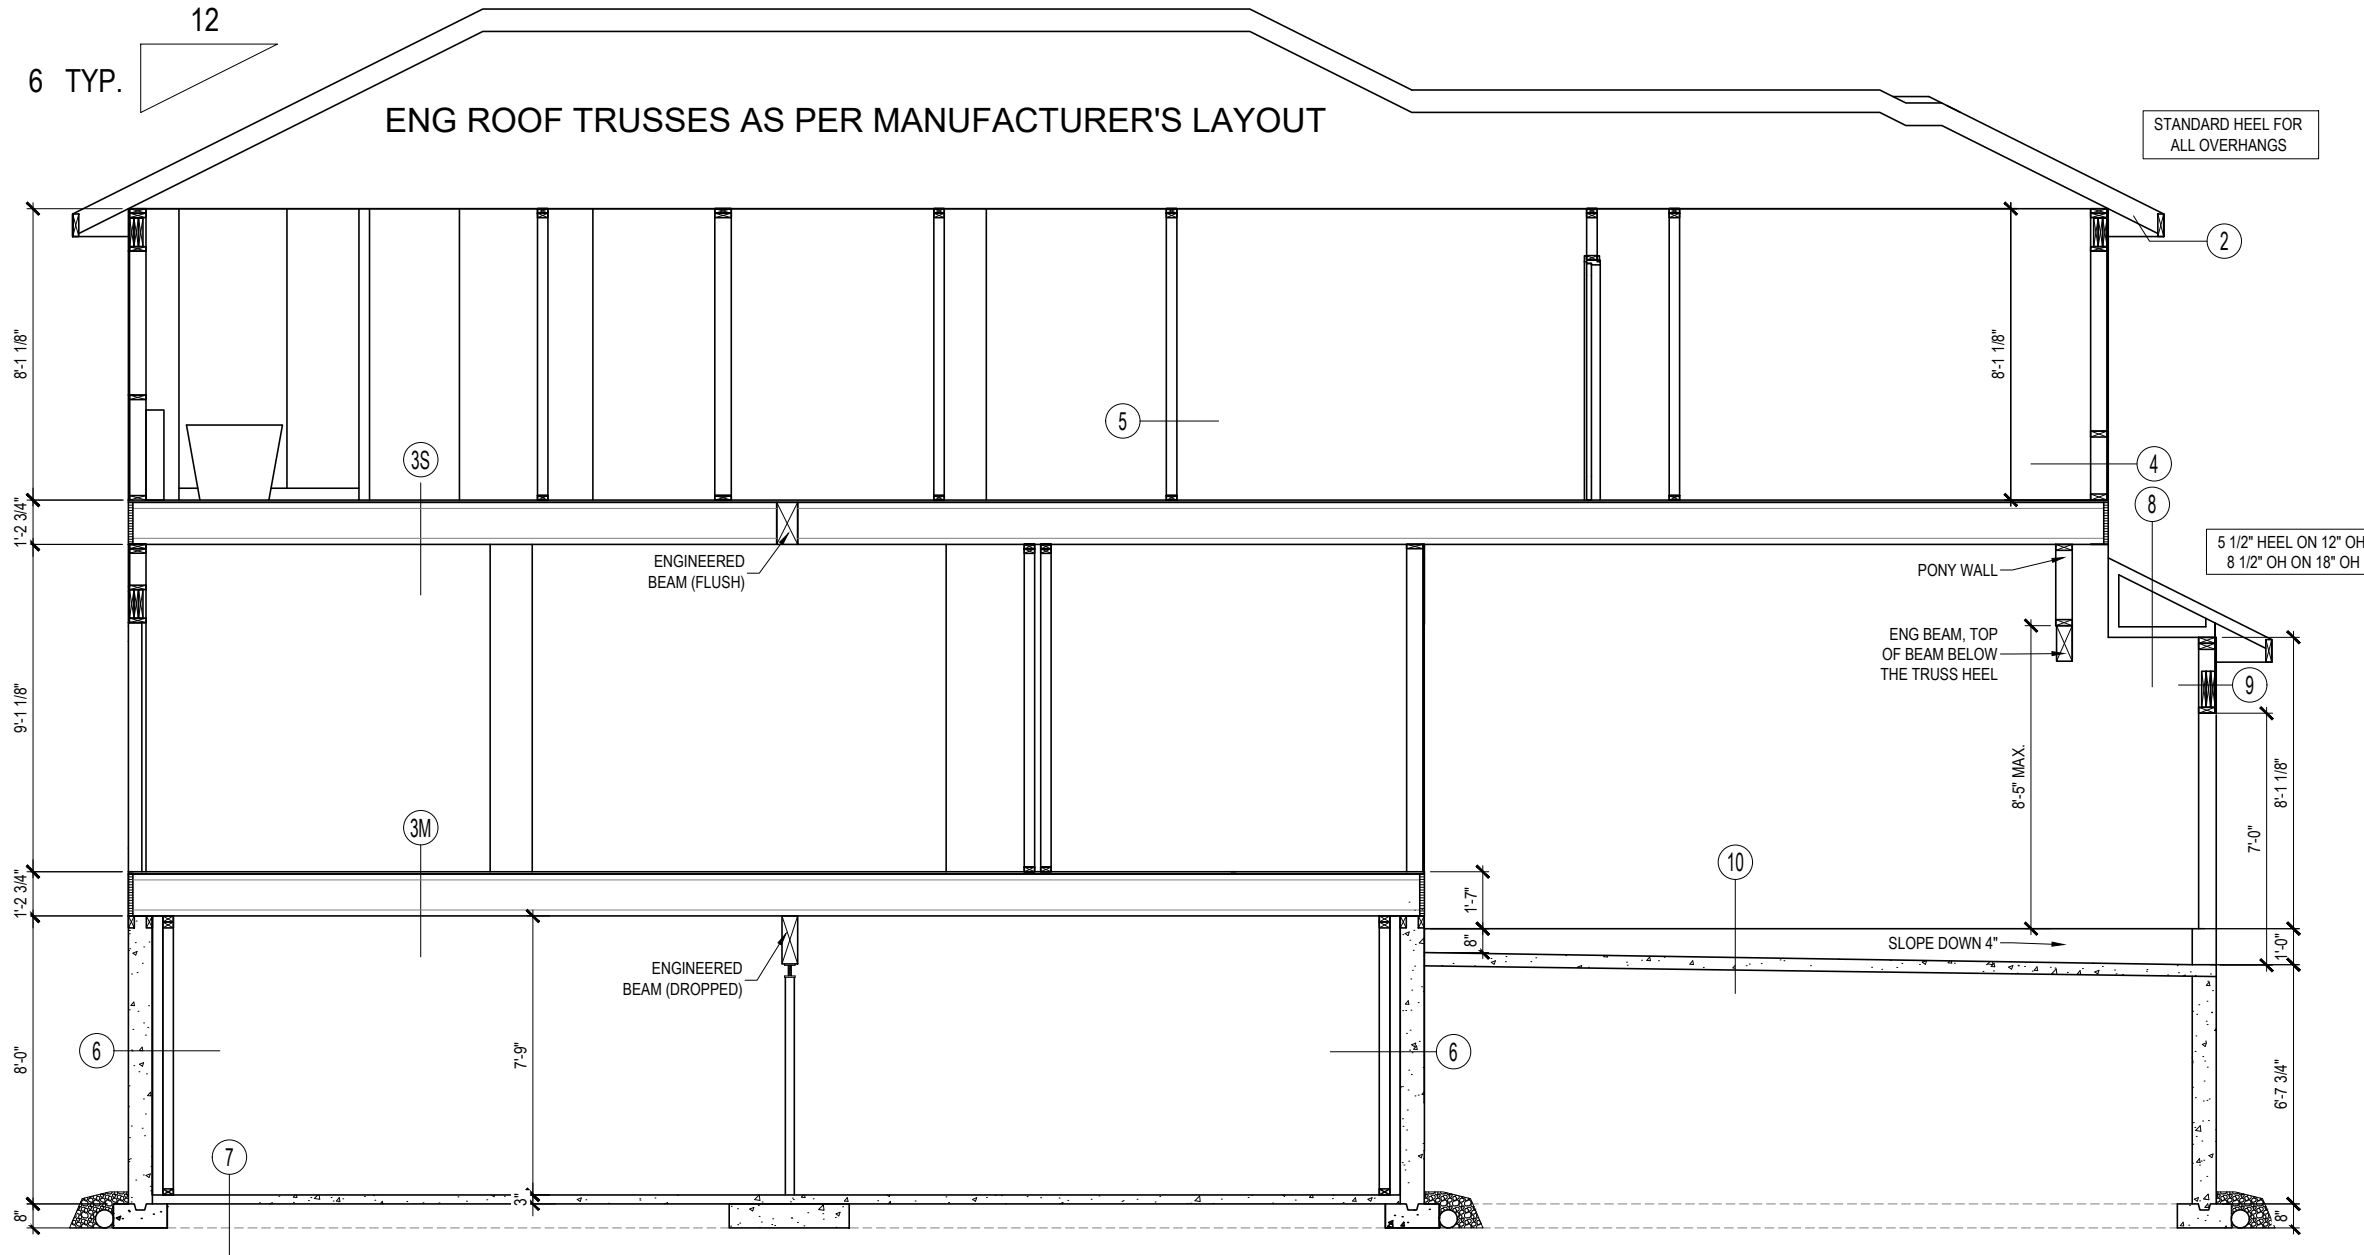 12
6 TYP.
ENG ROOF TRUSSES AS PER MANUFACTURER'S LAYOUT
STANDARD HEEL FOR
ALL OVERHANGS
2
8'-1 1/8"
8'-1 1/8"
5
3S
4
8
1'-2 3/4"
ENGINEERED
BEAM (FLUSH)
PONY WALL
5 1/2" HEEL ON 12" OH
8 1/2" OH ON 18" OH
ENG BEAM, TOP
OF BEAM BELOW
THE TRUSS HEEL
9
9'-1 1/8"
8'-5" MAX.
8'-1 1/8"
7'-0"
3M
10
1'-2 3/4"
1'-7"
8"
SLOPE DOWN 4"
1'-0"
ENGINEERED
BEAM (DROPPED)
6
6
8'-0"
7'-9"
6'-7 3/4"
7
3"
8"
8"